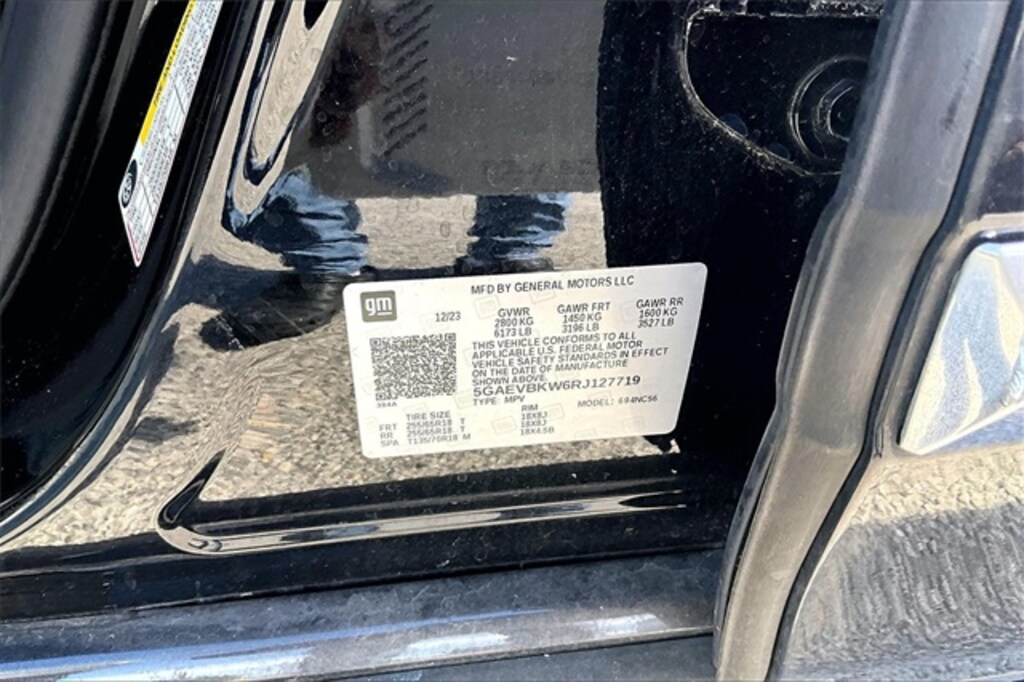 gm
MFD BY GENERAL MOTORS LLC
12/23
GVWR GAWR FRT GAWR RR
2800 KG 1450 KG 1600 KG
6173 LB 3196 LB 3527 LB
THIS VEHICLE CONFORMS TO ALL
APPLICABLE U.S. FEDERAL MOTOR
VEHICLE SAFETY STANDARDS IN EFFECT
ON THE DATE OF MANUFACTURE
SHOWN ABOVE.
5GAEVBKW6RJ127719
TYPE: MPV MODEL: 694NC56
394A
TIRE SIZE RIM
FRT 255/65R18 T 18X8J
RR 255/65R18 T 18X8J
SPA T135/70R18 M 18X4.5B